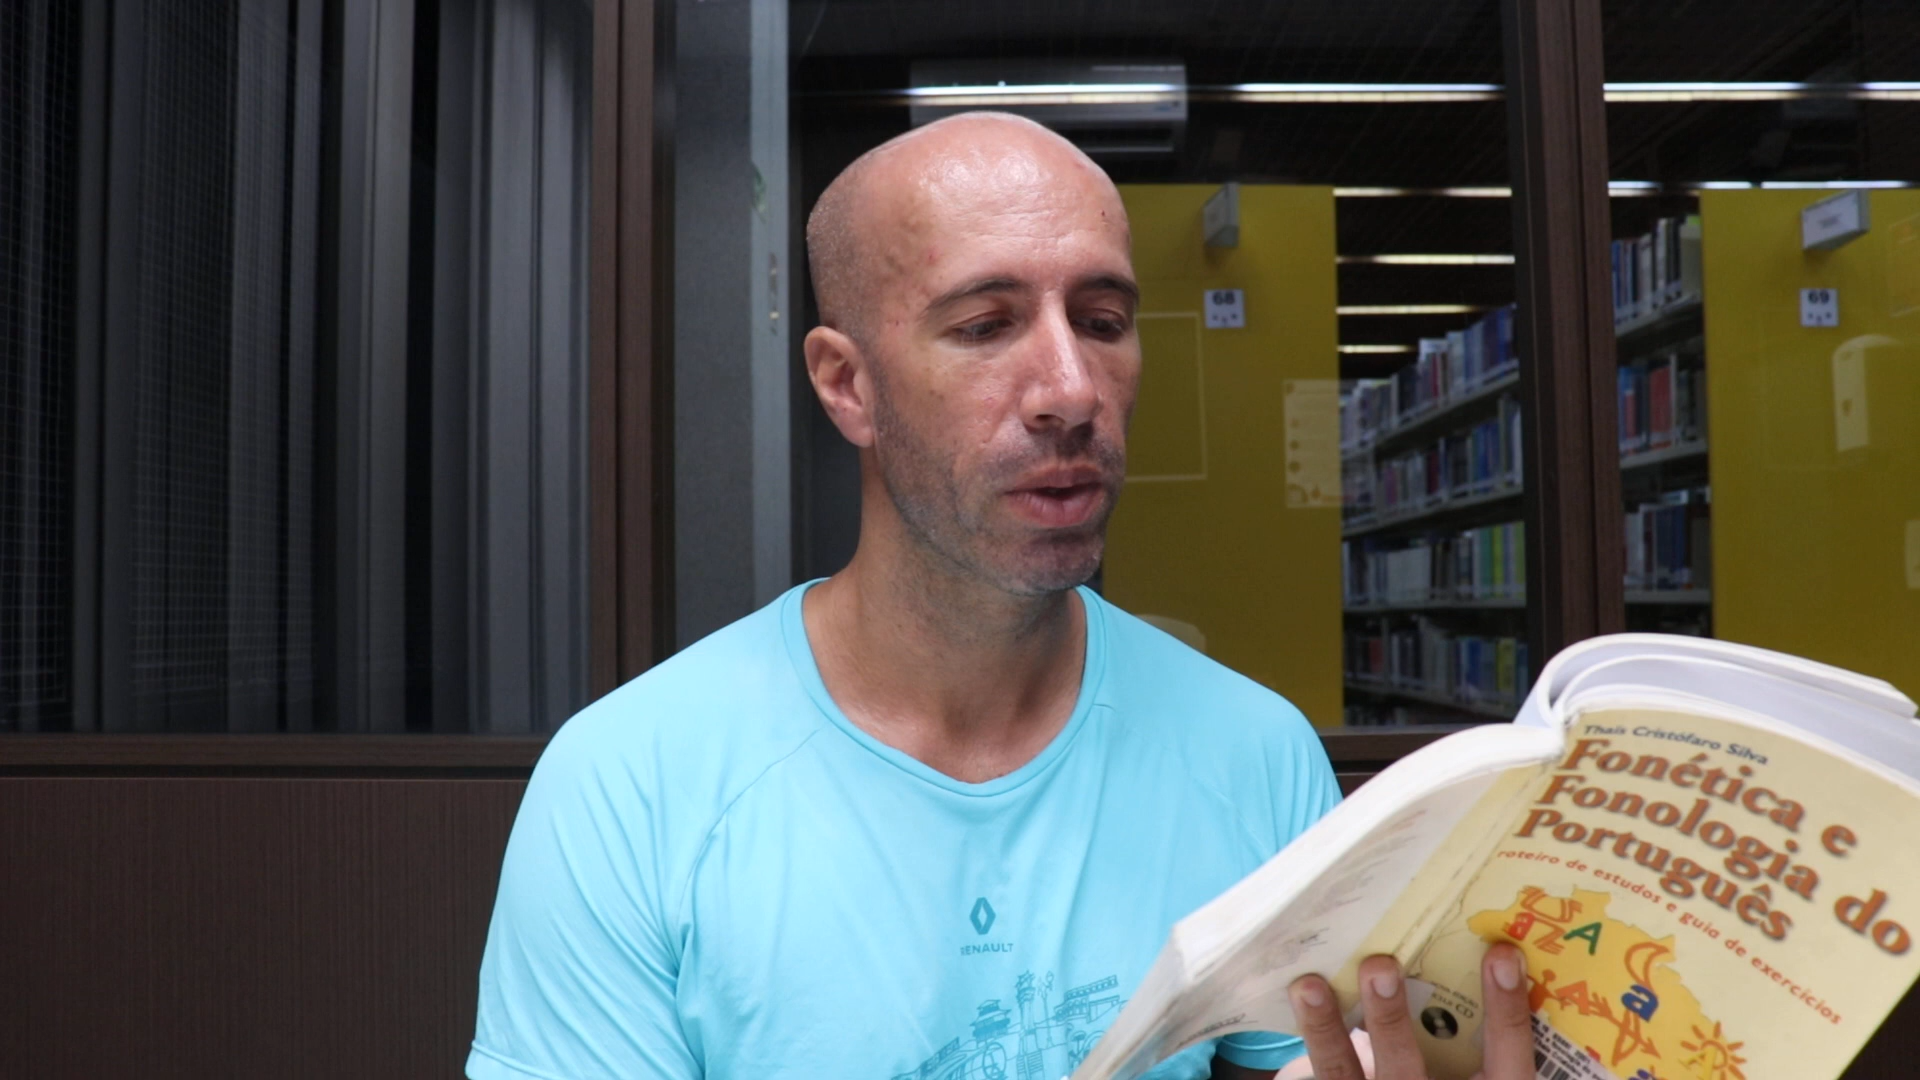 68
69
Thaïs Cristófaro Silva
Fonética e
Fonologia do
Português
roteiro de estudos e guia de exercícios
RENAULT